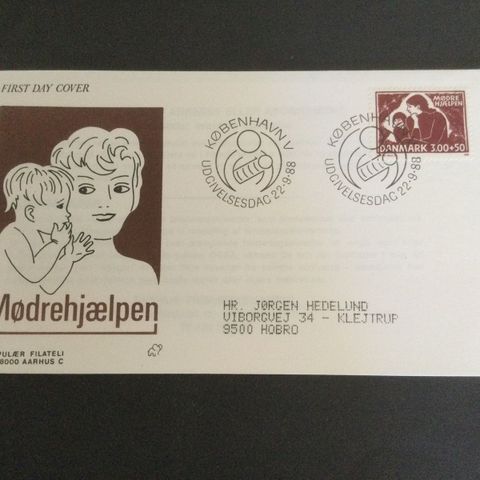 FIRST DAY COVER
KØBENHAVN V
UDGIVELSESDAG 22-9-88
KØBENHAVN
UDGIVELSESDAG 22-9-88
MØDRE
HJÆLPEN
DANMARK 3.00+50
Mødrehjælpen
HR. JØRGEN HEDELUND
VIBORGVEJ 34 - KLEJTRUP
9500 HOBRO
PULÆR FILATELI
8000 AARHUS C